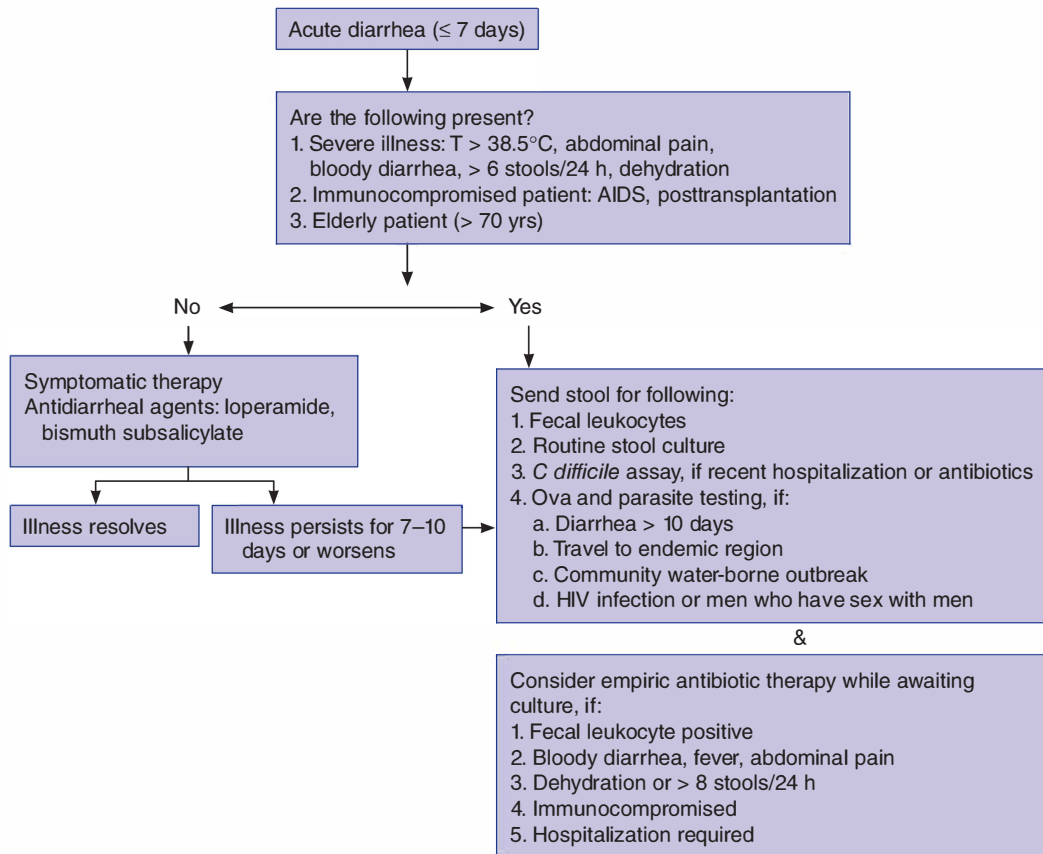 Acute diarrhea (≤ 7 days)
Are the following present?
1. Severe illness: T > 38.5°C, abdominal pain,
bloody diarrhea, > 6 stools/24 h, dehydration
2. Immunocompromised patient: AIDS, posttransplantation
3. Elderly patient (> 70 yrs)
No
Yes
Symptomatic therapy
Antidiarrheal agents: loperamide,
bismuth subsalicylate
Illness resolves
Illness persists for 7–10
days or worsens
Send stool for following:
1. Fecal leukocytes
2. Routine stool culture
3. C difficile assay, if recent hospitalization or antibiotics
4. Ova and parasite testing, if:
a. Diarrhea > 10 days
b. Travel to endemic region
c. Community water-borne outbreak
d. HIV infection or men who have sex with men
&
Consider empiric antibiotic therapy while awaiting
culture, if:
1. Fecal leukocyte positive
2. Bloody diarrhea, fever, abdominal pain
3. Dehydration or > 8 stools/24 h
4. Immunocompromised
5. Hospitalization required